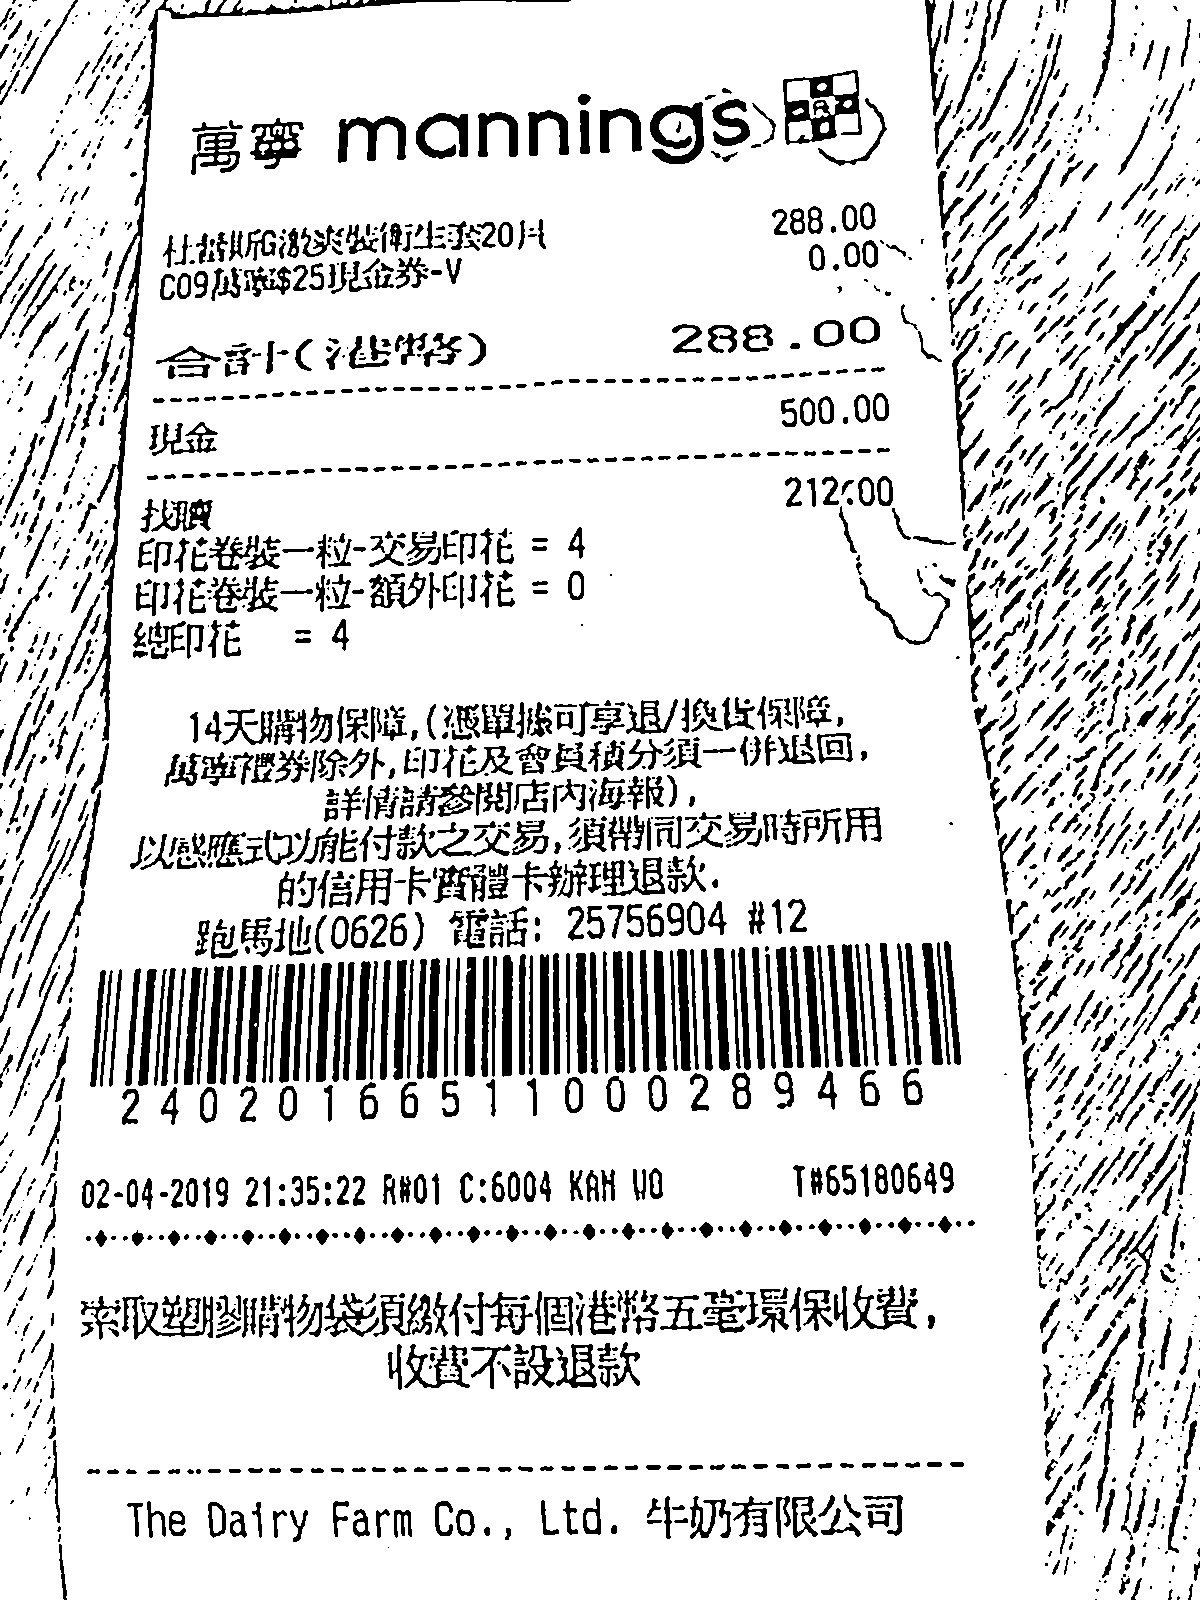 萬寧 mannings
杜蕾斯G激爽裝衛生套20片 288.00
C09萬寧$25現金券-V 0.00
合計(港幣) 288.00
現金 500.00
找贖 212.00
印花卷裝一粒-交易印花 = 4
印花卷裝一粒-額外印花 = 0
總印花 = 4
14天購物保障,(憑單據可享退/換貨保障,
萬寧禮券除外,印花及會員積分須一併退回,
詳情請參閱店內海報),
以感應式功能付款之交易,須帶同交易時所用
的信用卡實體卡辦理退款.
跑馬地(0626) 電話: 25756904 #12
24020166511000289466
02-04-2019 21:35:22 R#01 C:6004 KAM WO T#65180649
索取塑膠購物袋須繳付每個港幣五毫環保收費,
收費不設退款
The Dairy Farm Co., Ltd. 牛奶有限公司